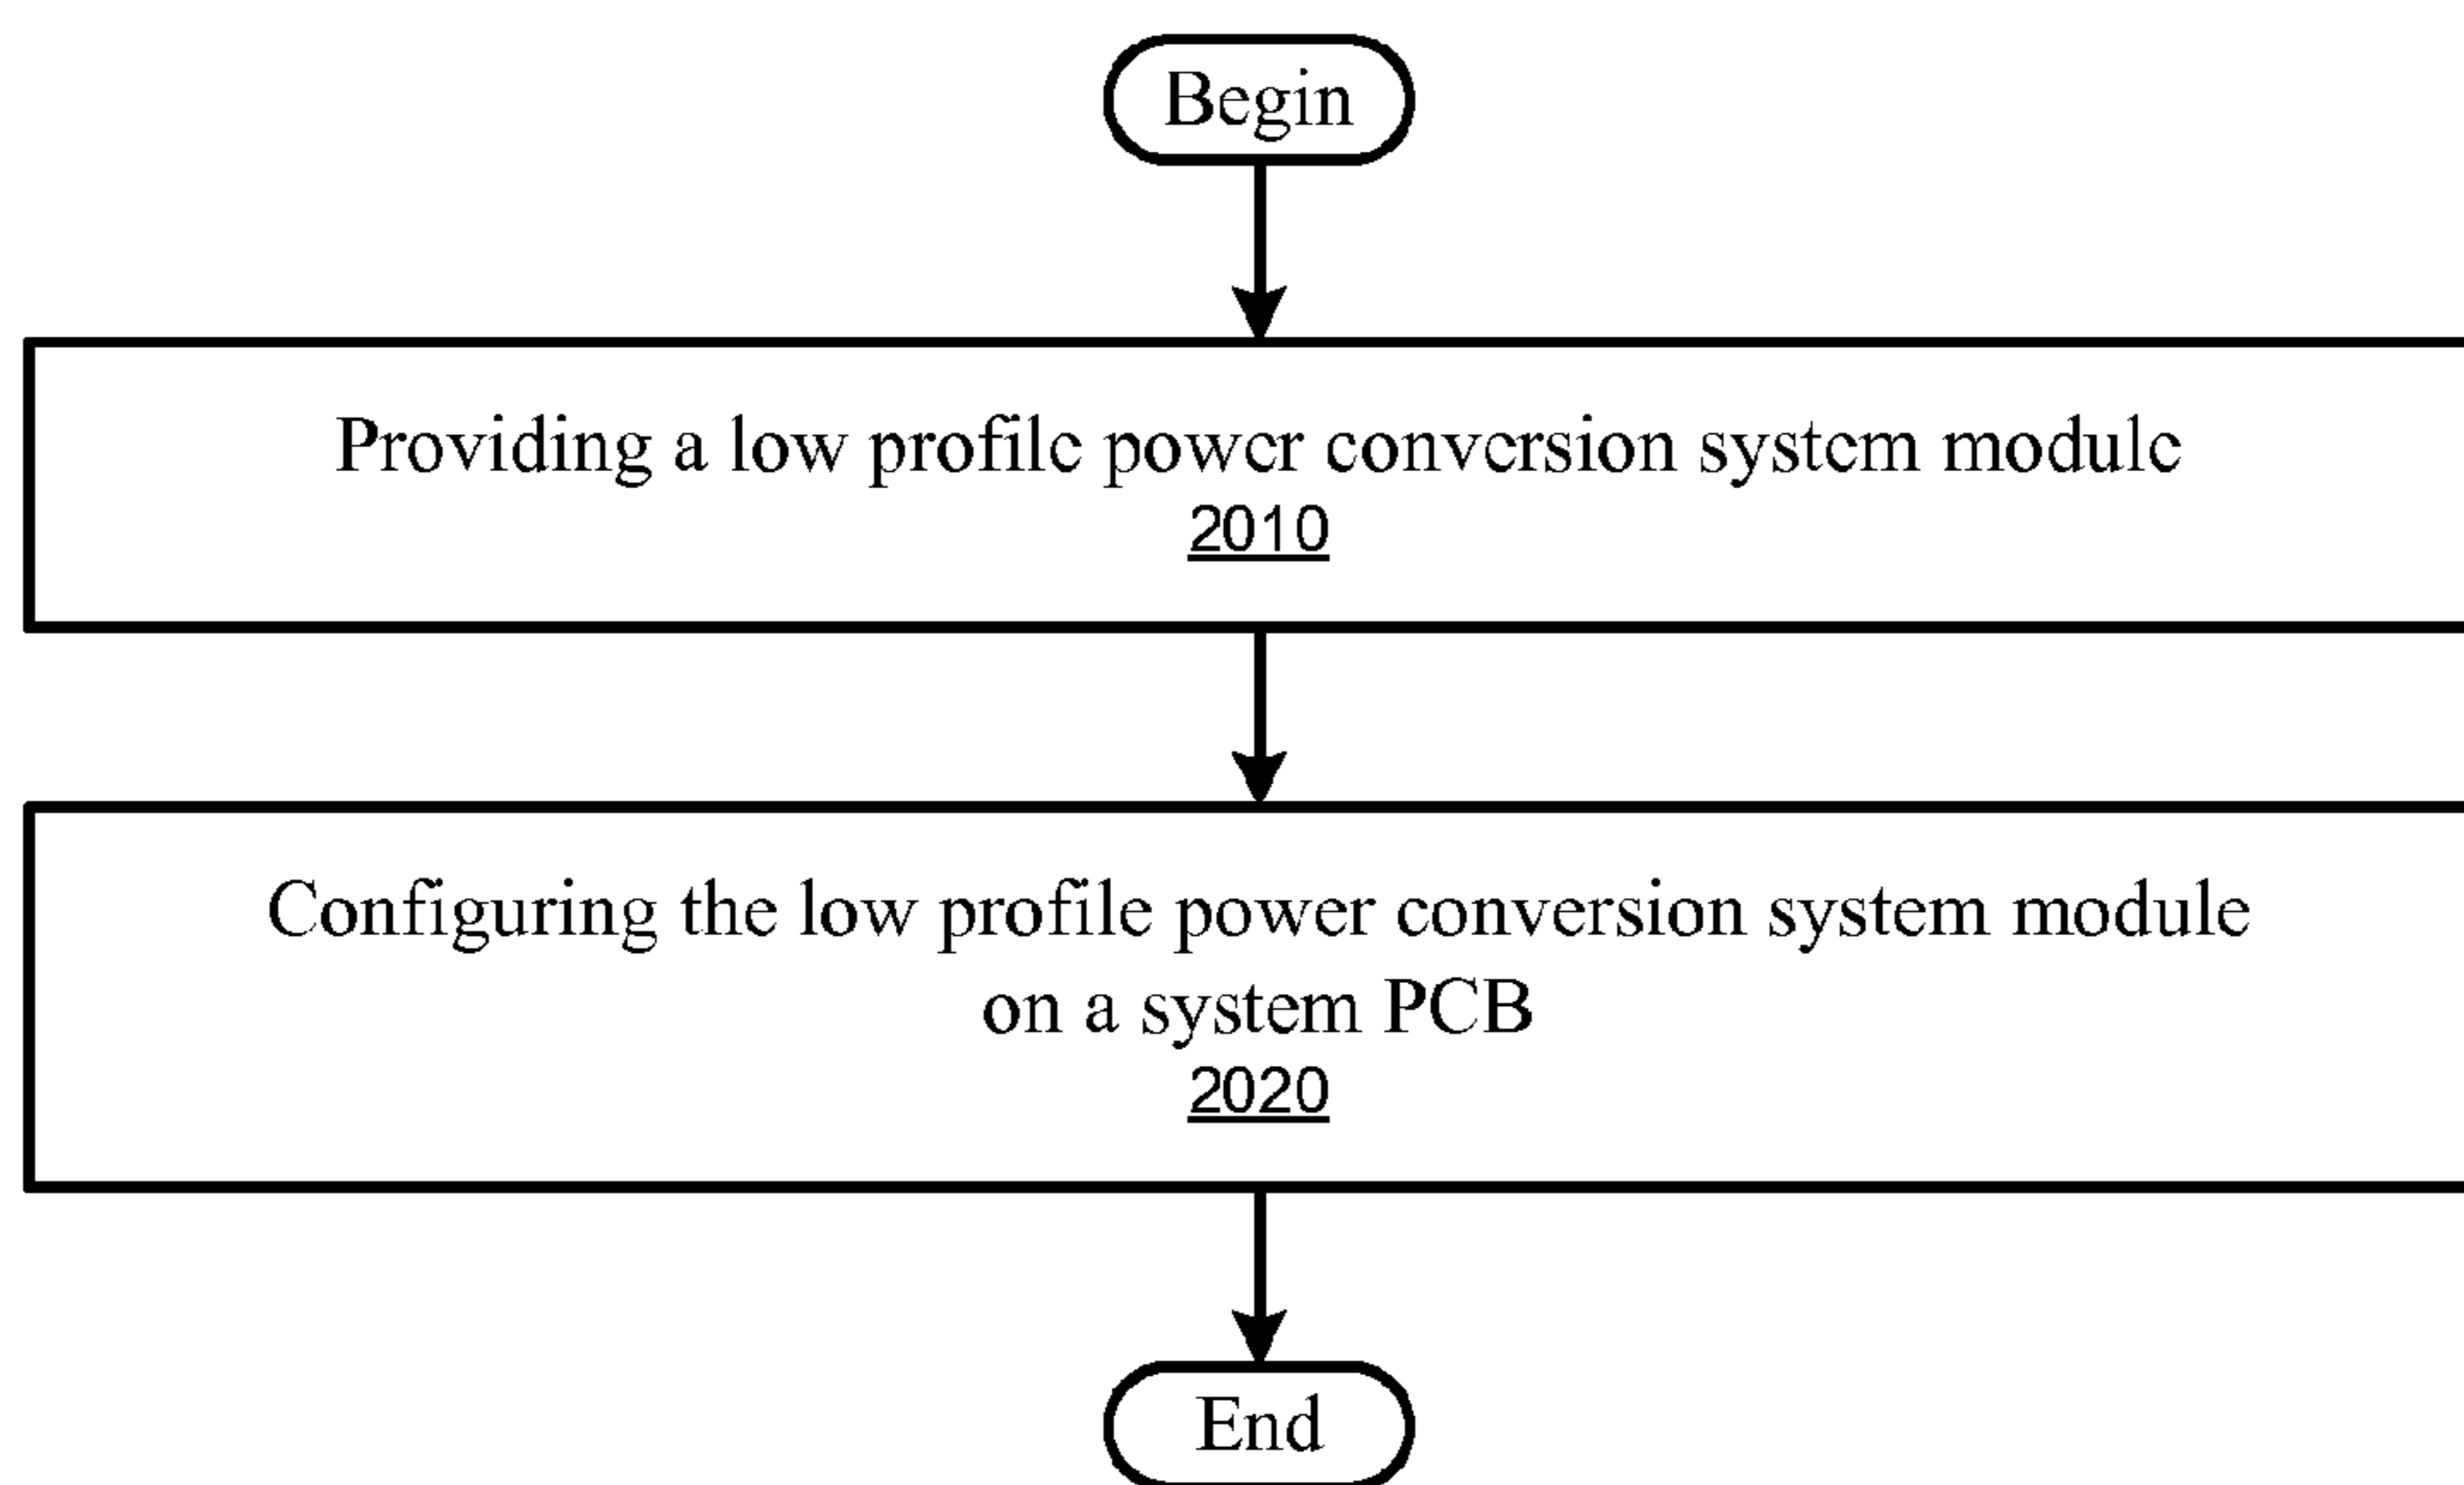 Begin
Providing a low profile power conversion system module
2010
Configuring the low profile power conversion system module
on a system PCB
2020
End